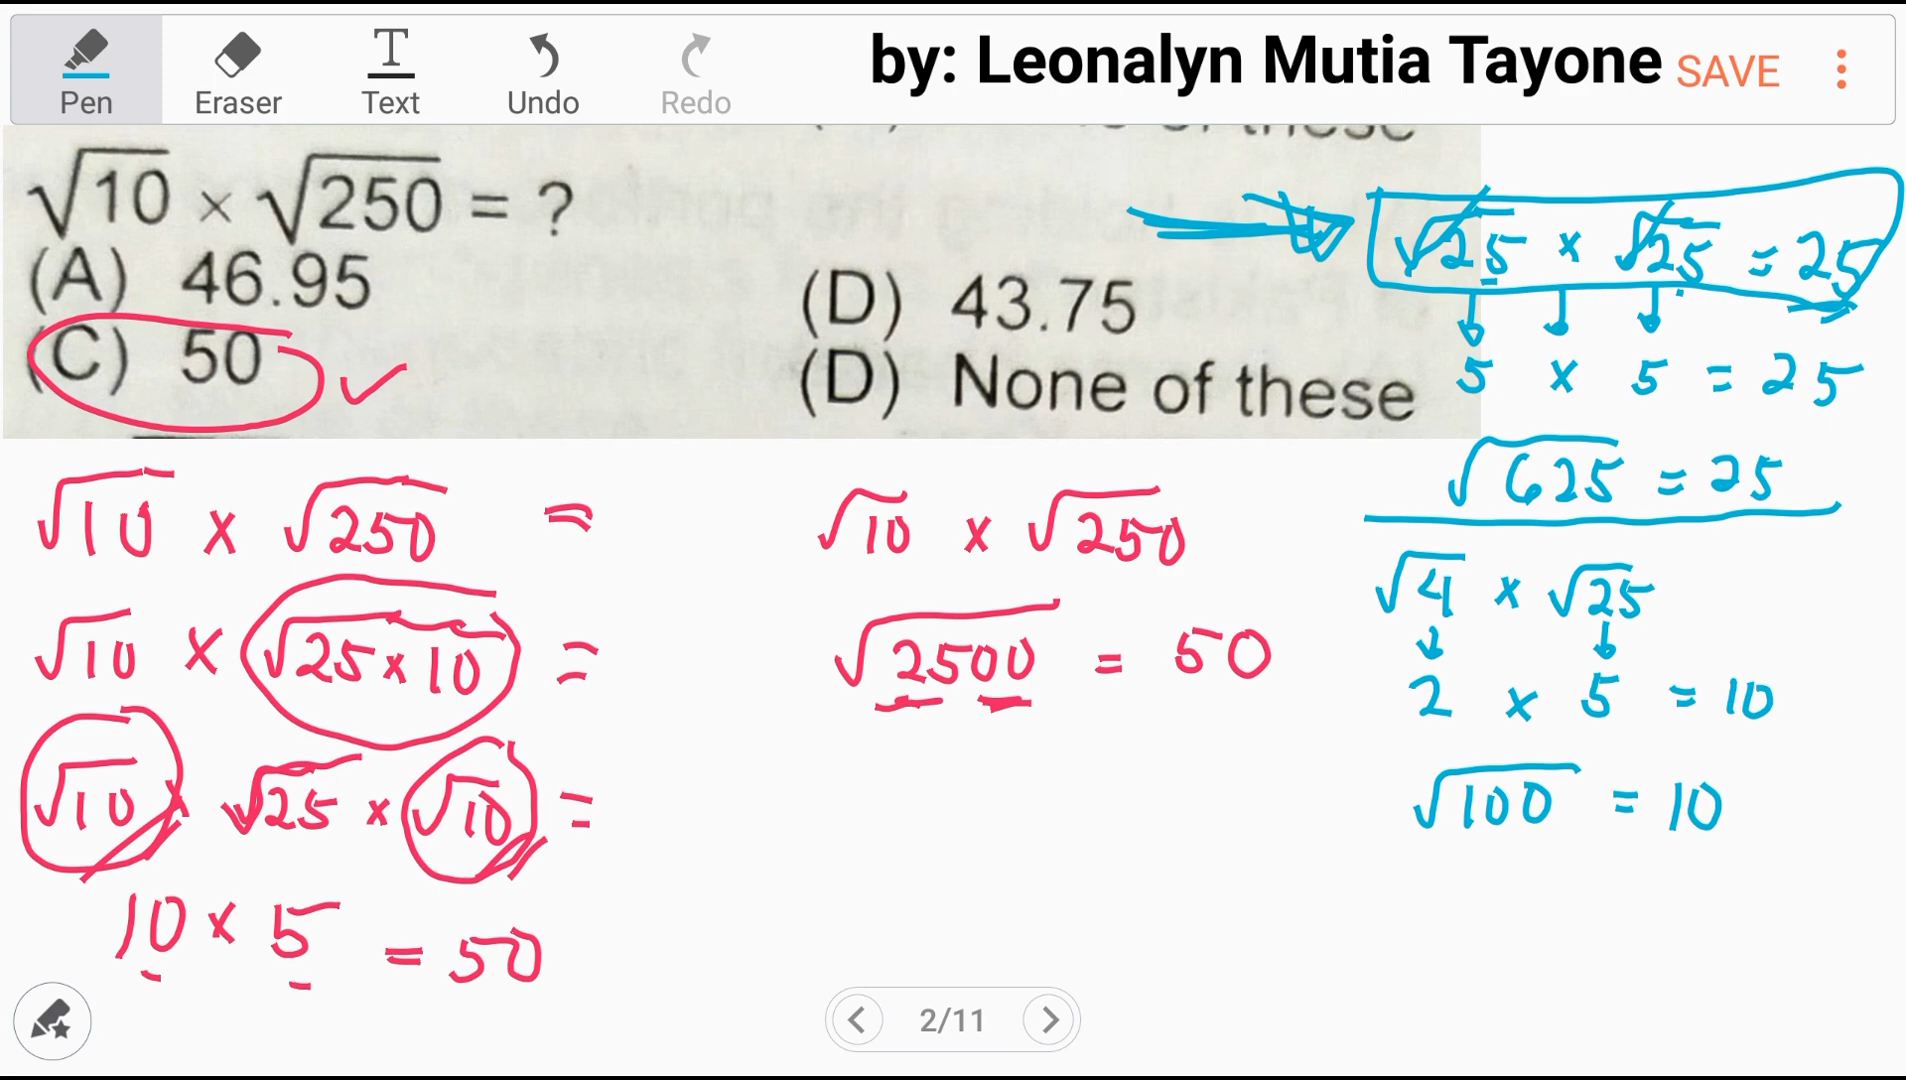 Pen Eraser Text Undo Redo
by: Leonalyn Mutia Tayone SAVE
of these
√10 × √250 = ?
(A) 46.95
(D) 43.75
(C) 50
(D) None of these
√10 × √250 =
√10 × √25×10 =
√10 × √25 × √10 =
10 × 5 = 50
√10 × √250
√2500 = 50
√25 × √25 = 25
5 × 5 = 25
√625 = 25
√4 × √25
2 × 5 = 10
√100 = 10
2/11